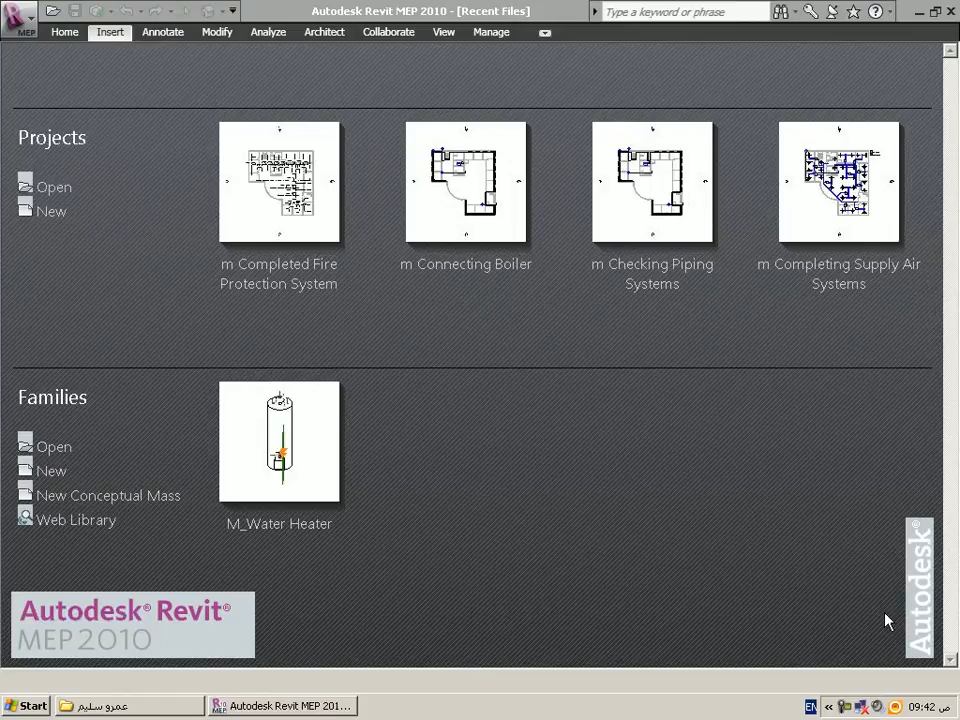 MEP
Autodesk Revit MEP 2010 - [Recent Files]
Type a keyword or phrase
Home Insert Annotate Modify Analyze Architect Collaborate View Manage
Projects
Open
New
m Completed Fire
Protection System
m Connecting Boiler
m Checking Piping
Systems
m Completing Supply Air
Systems
Families
Open
New
New Conceptual Mass
Web Library
M_Water Heater
Autodesk® Revit®
MEP 2010
Autodesk®
Start
عمرو سليم
Autodesk Revit MEP 201...
EN
09:42 ص